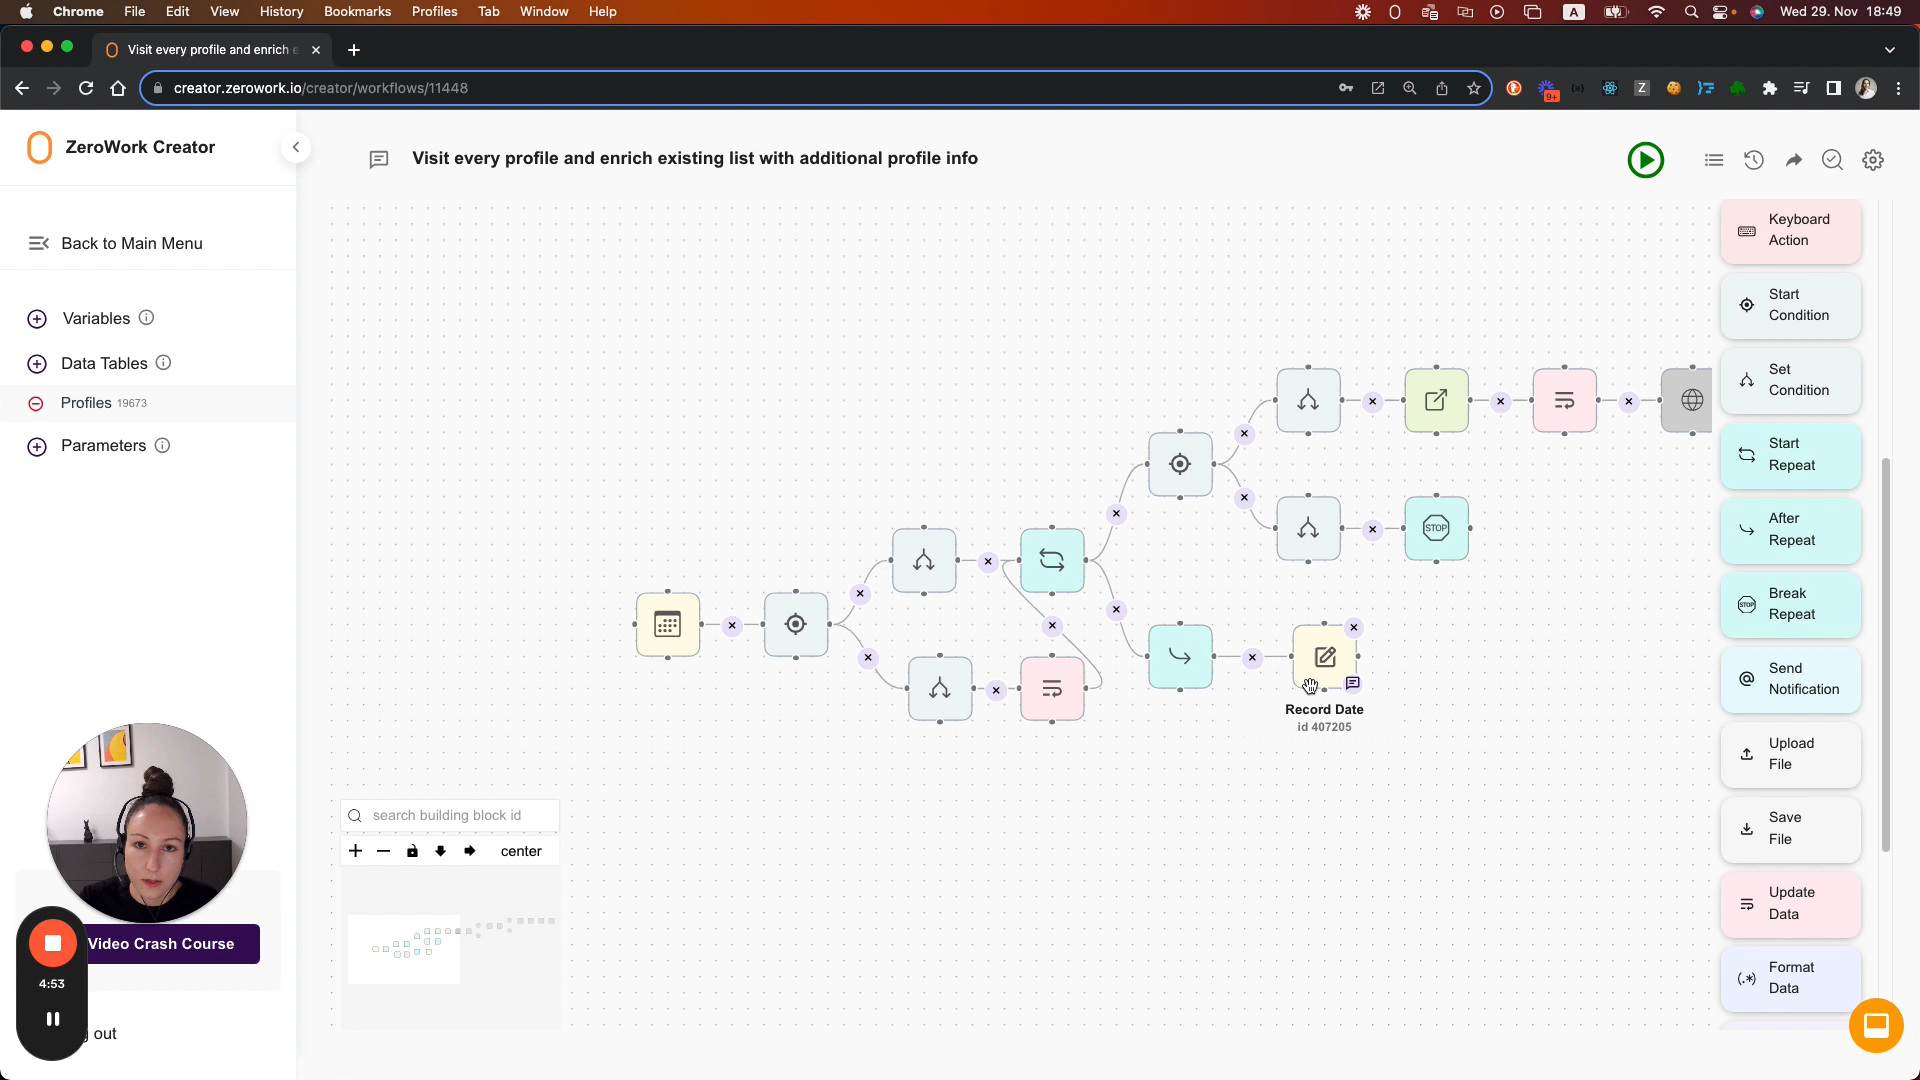 Chrome File Edit View History Bookmarks Profiles Tab Window Help
A
Wed 29. Nov 18:49
Visit every profile and enrich e
creator.zerowork.io/creator/workflows/11448
9+
Z
ZeroWork Creator
Visit every profile and enrich existing list with additional profile info
Back to Main Menu
Variables
Data Tables
Profiles 19673
Parameters
Keyboard
Action
Start
Condition
Set
Condition
Start
Repeat
After
Repeat
STOP
Break
Repeat
Send
Notification
Upload
File
Save
File
Update
Data
Format
Data
STOP
Record Date
id 407205
search building block id
center
Video Crash Course
4:53
out